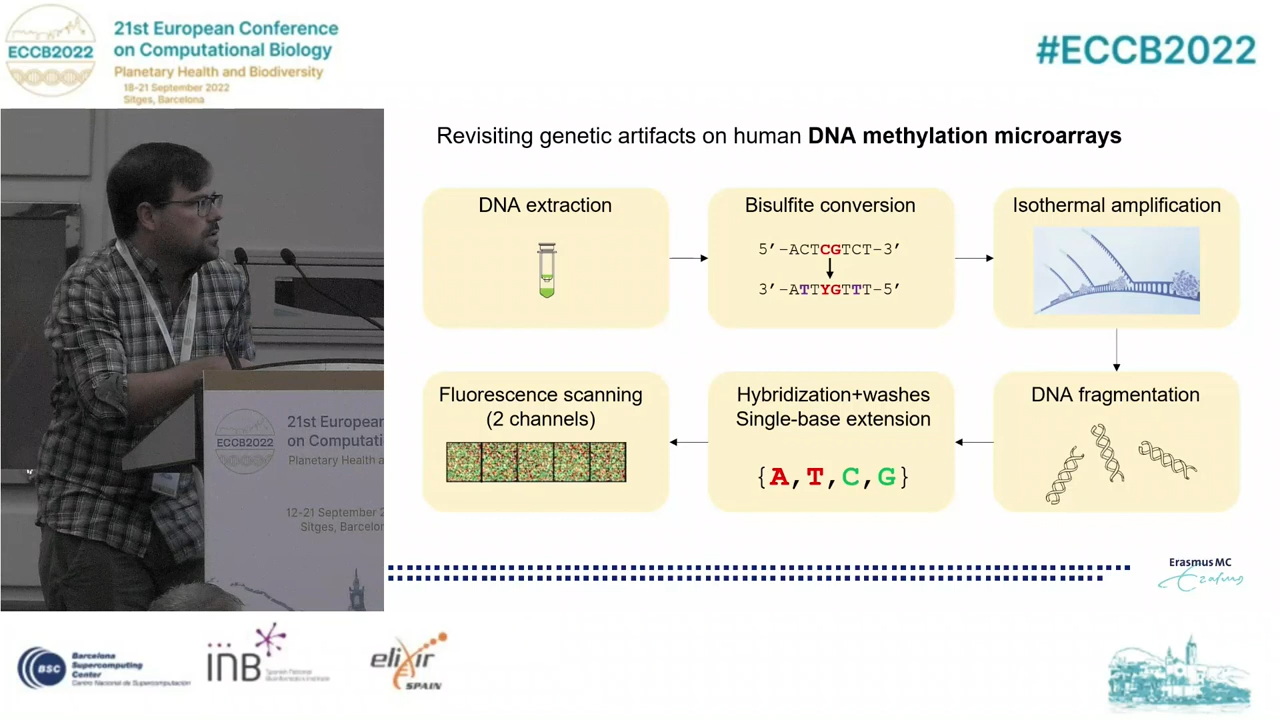 ECCB2022
21st European Conference
on Computational Biology
Planetary Health and Biodiversity
18-21 September 2022
Sitges, Barcelona
#ECCB2022
Revisiting genetic artifacts on human DNA methylation microarrays
DNA extraction
Bisulfite conversion
5’-ACTCGTCT-3’
3’-ATTYGTTT-5’
Isothermal amplification
Fluorescence scanning
(2 channels)
Hybridization+washes
Single-base extension
{A,T,C,G}
DNA fragmentation
ECCB2022
21st European
on Computati
Planetary Health a
12-21 September 2
Sitges, Barcelor
Erasmus MC
Erasmus
BSC
Barcelona
Supercomputing
Center
Centro Nacional de Supercomputación
INB
Spanish National
Bioinformatics Institute
elixir
SPAIN